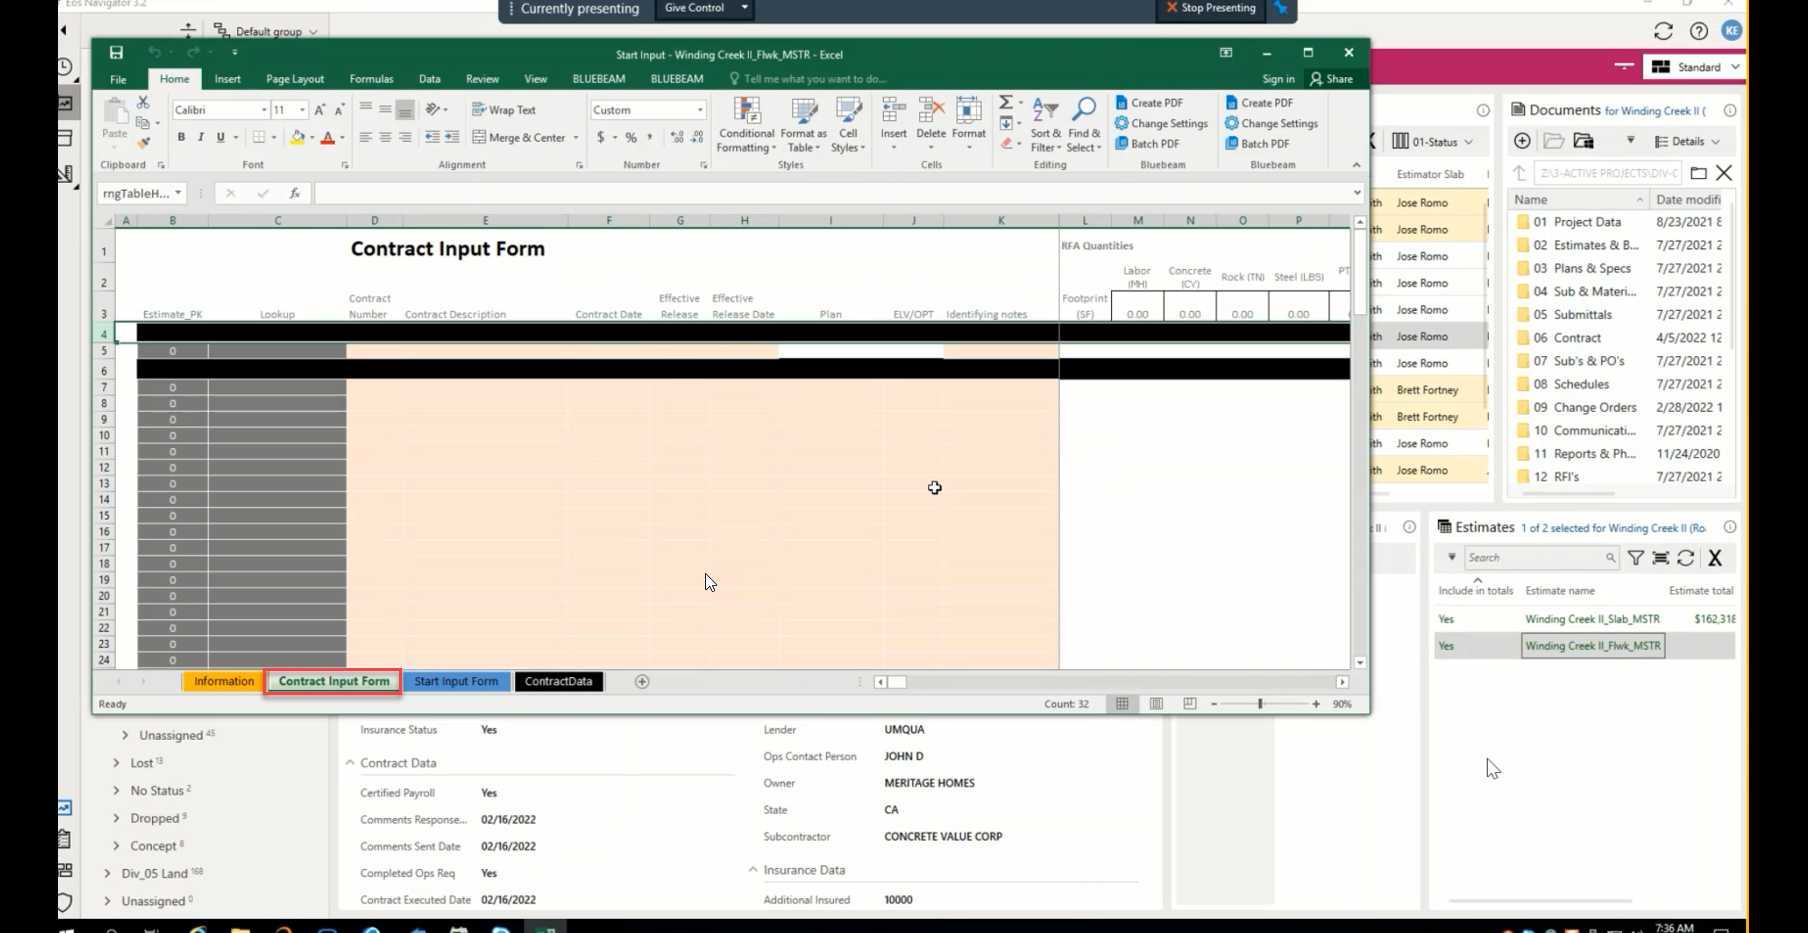 Eos Navigator 3.2
Currently presenting
Give Control
Stop Presenting
Default group
KE
Standard
Start Input - Winding Creek II_Flwk_MSTR - Excel
File
Home
Insert
Page Layout
Formulas
Data
Review
View
BLUEBEAM
BLUEBEAM
Tell me what you want to do...
Sign in
Share
Paste
Clipboard
Calibri
11
B I U
Font
Wrap Text
Merge & Center
Alignment
Custom
$ % ,
Number
Conditional Formatting
Format as Table
Cell Styles
Styles
Insert
Delete
Format
Cells
Sort & Filter
Find & Select
Editing
Create PDF
Change Settings
Batch PDF
Bluebeam
Create PDF
Change Settings
Batch PDF
Bluebeam
rngTableH...
fx
A B C D E F G H I J K L M N O P
1
Contract Input Form
RFA Quantities
2
Labor (MH)
Concrete (CY)
Rock (TN)
Steel (LBS)
PT
3
Estimate_PK
Lookup
Contract Number
Contract Description
Contract Date
Effective Release
Effective Release Date
Plan
ELV/OPT
Identifying notes
Footprint (SF)
0.00
0.00
0.00
0.00
4
5 0
6
7 0
8 0
9 0
10 0
11 0
12 0
13 0
14 0
15 0
16 0
17 0
18 0
19 0
20 0
21 0
22 0
23 0
24 0
Information
Contract Input Form
Start Input Form
ContractData
Ready
Count: 32
90%
01-Status
Estimator Slab
Jose Romo
Jose Romo
Jose Romo
ith Jose Romo
ith Jose Romo
ith Jose Romo
ith Jose Romo
ith Brett Fortney
ith Brett Fortney
ith Jose Romo
ith Jose Romo
Documents for Winding Creek II (
Details
Z:\3-ACTIVE PROJECTS\DIV-C
Name
Date modifi
01 Project Data 8/23/2021 8
02 Estimates & B... 7/27/2021 2
03 Plans & Specs 7/27/2021 2
04 Sub & Materi... 7/27/2021 2
05 Submittals 7/27/2021 2
06 Contract 4/5/2022 12
07 Sub's & PO's 7/27/2021 2
08 Schedules 7/27/2021 2
09 Change Orders 2/28/2022 1
10 Communicati... 7/27/2021 2
11 Reports & Ph... 11/24/2020
12 RFI's 7/27/2021 2
Estimates 1 of 2 selected for Winding Creek II (Ro
Search
Include in totals
Estimate name
Estimate total
Yes Winding Creek II_Slab_MSTR $162,318
Yes Winding Creek II_Flwk_MSTR
Unassigned 45
Lost 13
No Status 2
Dropped 9
Concept 8
Div_05 Land 168
Unassigned 0
Insurance Status Yes
Contract Data
Certified Payroll Yes
Comments Response... 02/16/2022
Comments Sent Date 02/16/2022
Completed Ops Req Yes
Contract Executed Date 02/16/2022
Lender UMQUA
Ops Contact Person JOHN D
Owner MERITAGE HOMES
State CA
Subcontractor CONCRETE VALUE CORP
Insurance Data
Additional Insured 10000
7:36 AM